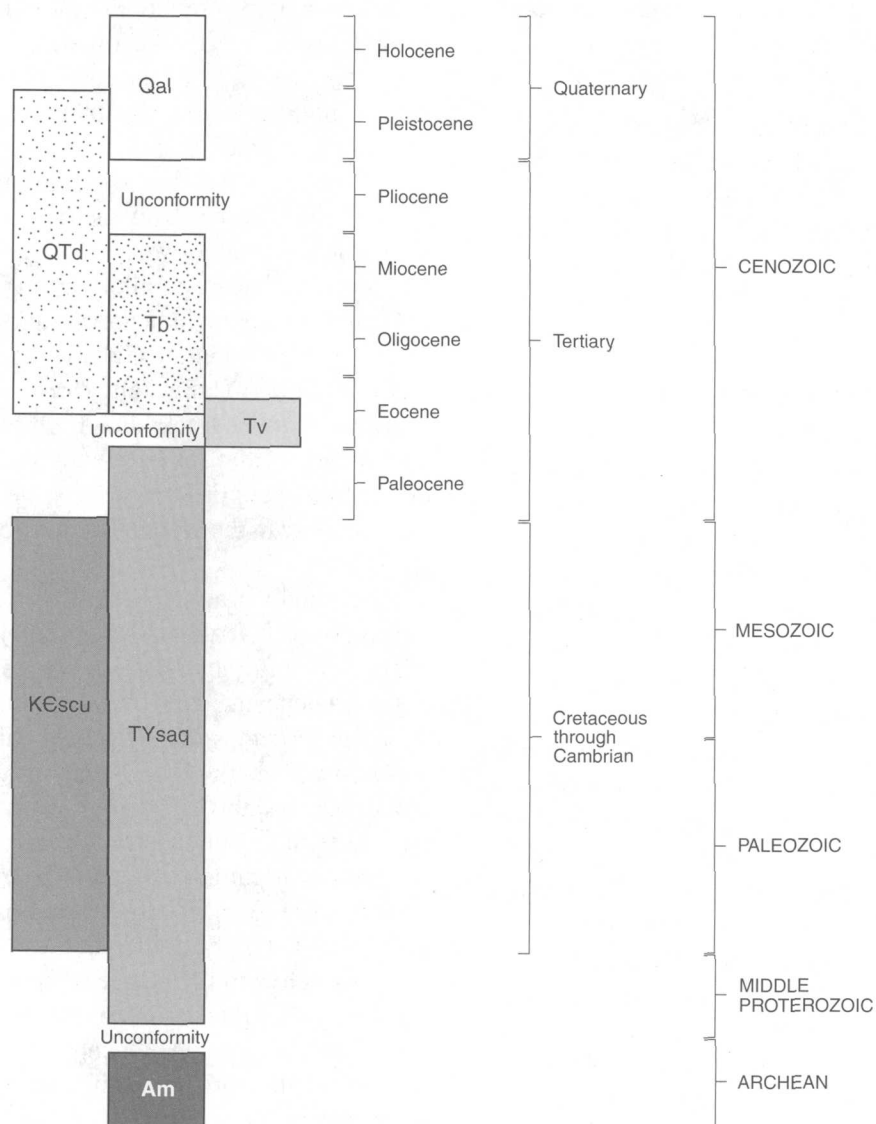 Holocene
Qal
Quaternary
Pleistocene
Unconformity
Pliocene
QTd
Miocene
CENOZOIC
Tb
Oligocene
Tertiary
Eocene
Unconformity
Tv
Paleocene
MESOZOIC
KЄscu
TYsaq
Cretaceous
through
Cambrian
PALEOZOIC
MIDDLE
PROTEROZOIC
Unconformity
Am
ARCHEAN